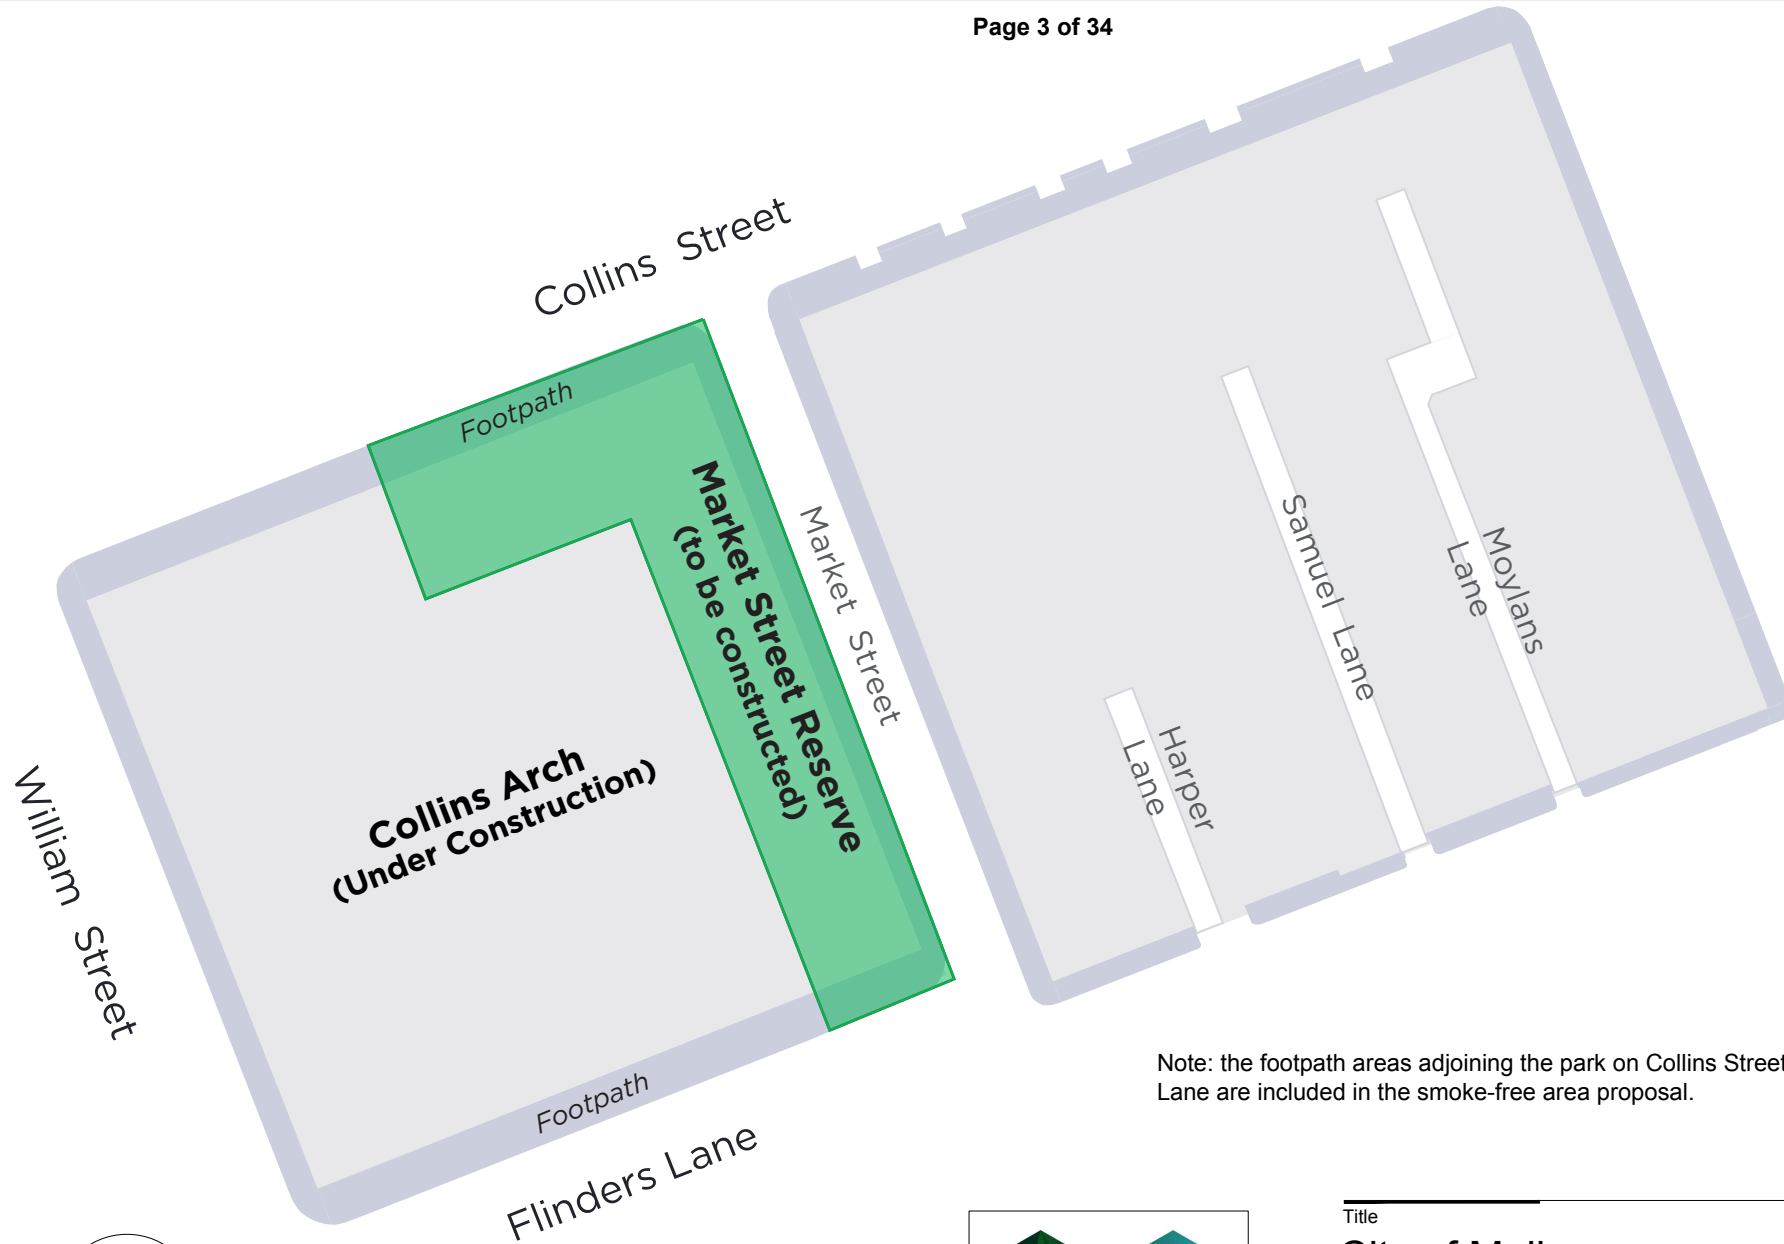 Page 3 of 34
Collins Street
Footpath
Market Street Reserve
(to be constructed)
Market Street
Samuel Lane
Moylans
Lane
Harper
Lane
Collins Arch
(Under Construction)
William Street
Footpath
Flinders Lane
Note: the footpath areas adjoining the park on Collins Street
Lane are included in the smoke-free area proposal.
Title